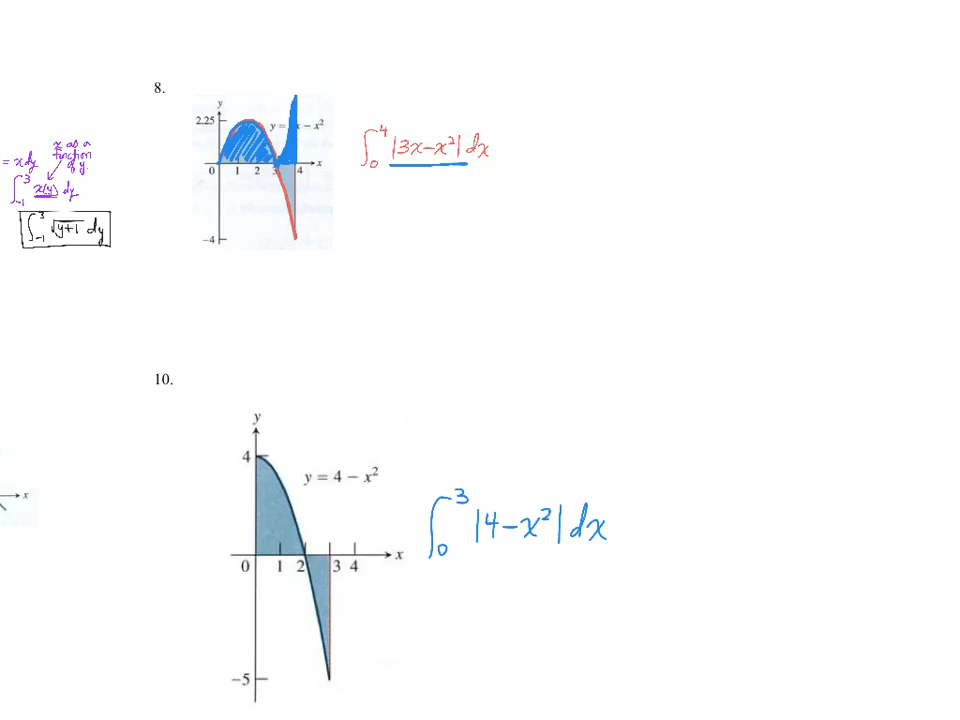 8.
y
2.25
y = x − x²
x
0 1 2 3 4
−4
∫₀⁴ |3x−x²| dx
x as a
function
of y.
= x dy
∫₋₁³ x(y) dy
∫₋₁³ √(y+1) dy
10.
y
4
y = 4 − x²
x
0 1 2 3 4
−5
∫₀³ |4−x²| dx
x